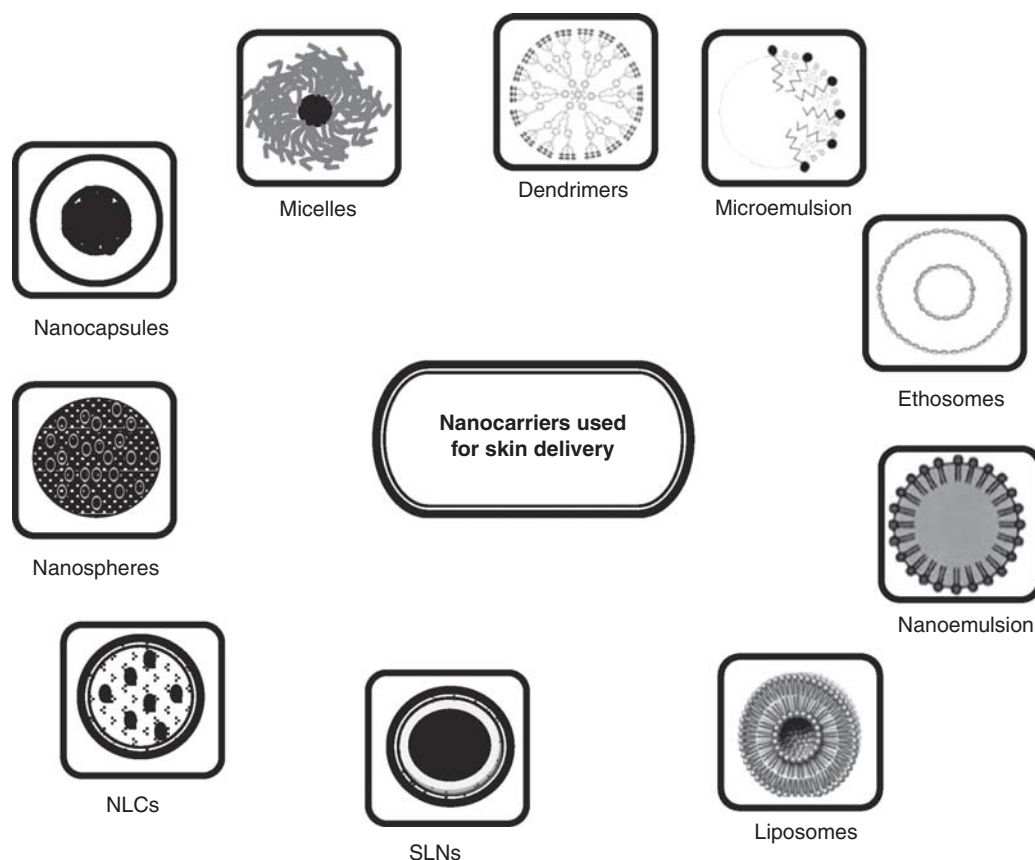 Micelles
Dendrimers
Microemulsion
Nanocapsules
Ethosomes
Nanocarriers used
for skin delivery
Nanospheres
Nanoemulsion
NLCs
SLNs
Liposomes